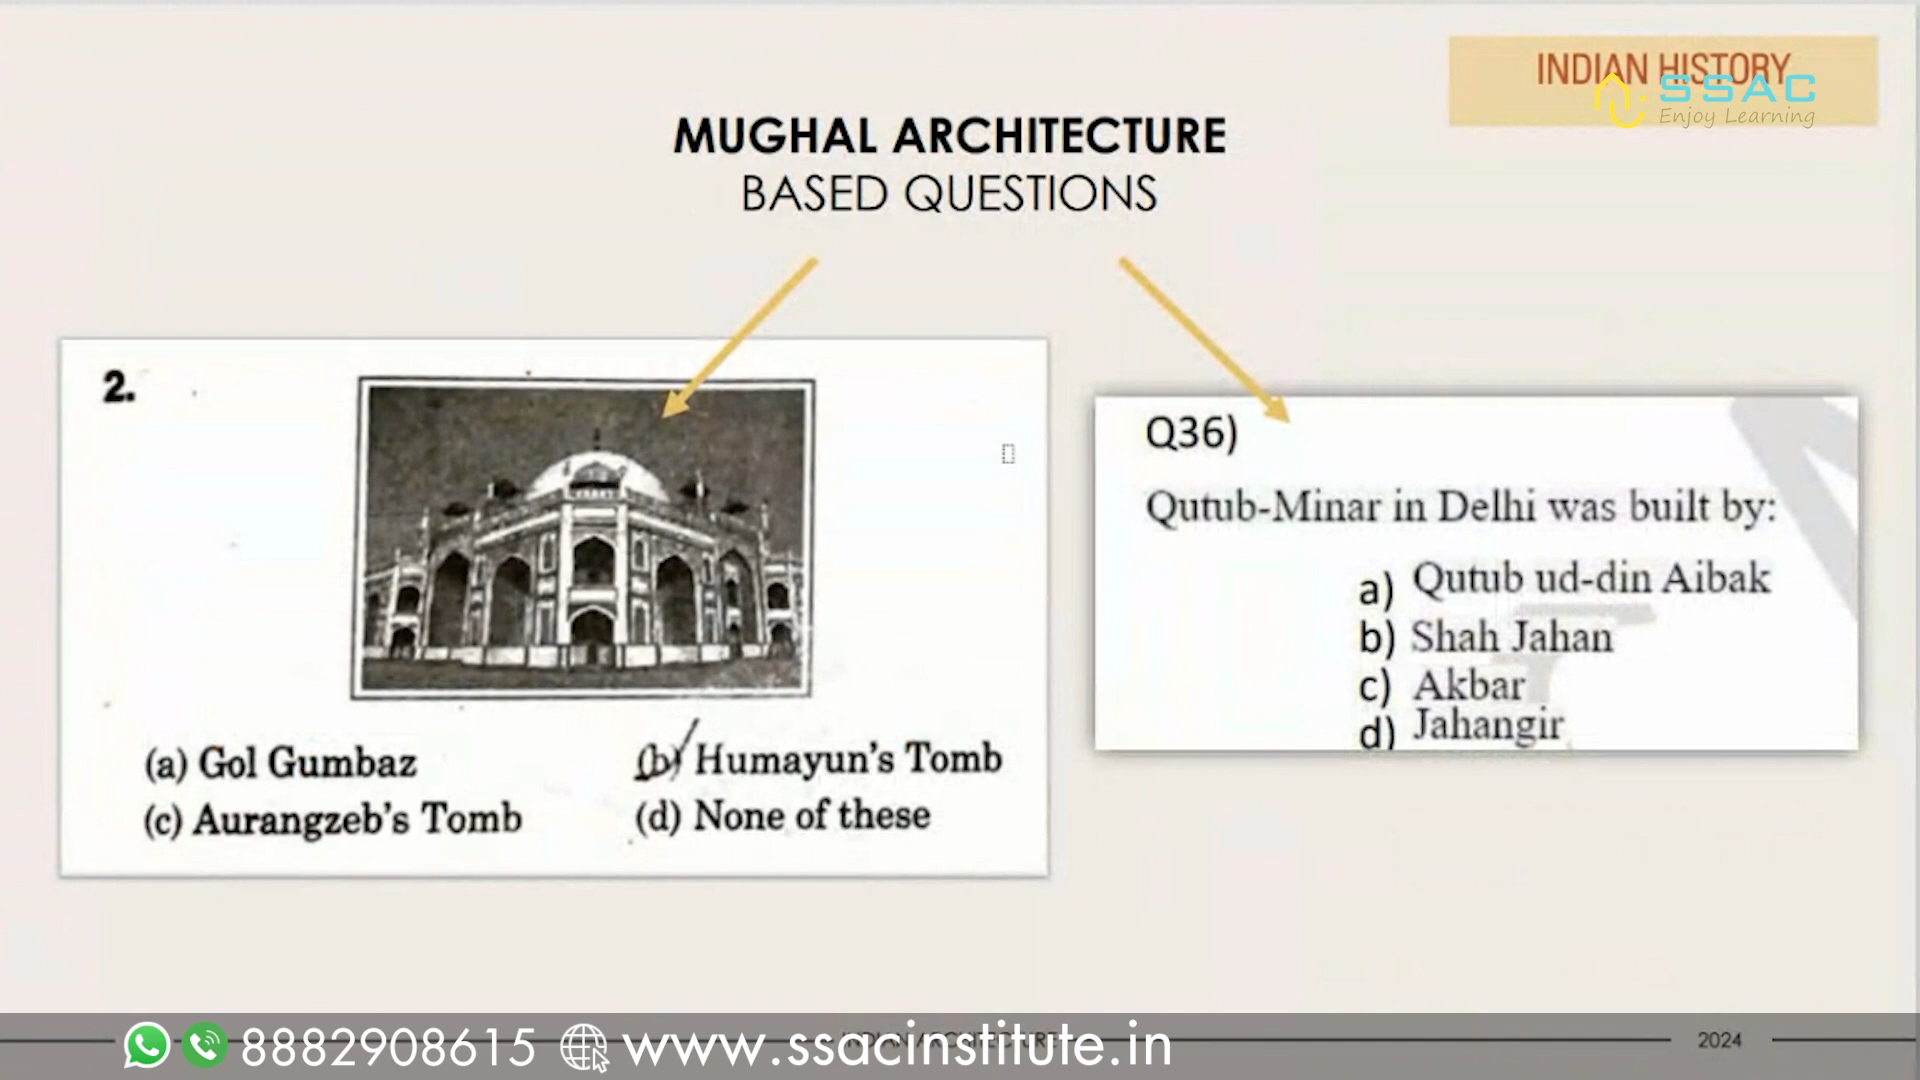 INDIAN HISTORY
SSAC
Enjoy Learning
MUGHAL ARCHITECTURE
BASED QUESTIONS
2.
(a) Gol Gumbaz
(b) Humayun's Tomb
(c) Aurangzeb's Tomb
(d) None of these
Q36)
Qutub-Minar in Delhi was built by:
a) Qutub ud-din Aibak
b) Shah Jahan
c) Akbar
d) Jahangir
8882908615
www.ssacinstitute.in
INDIAN ARCHITECTURE
2024